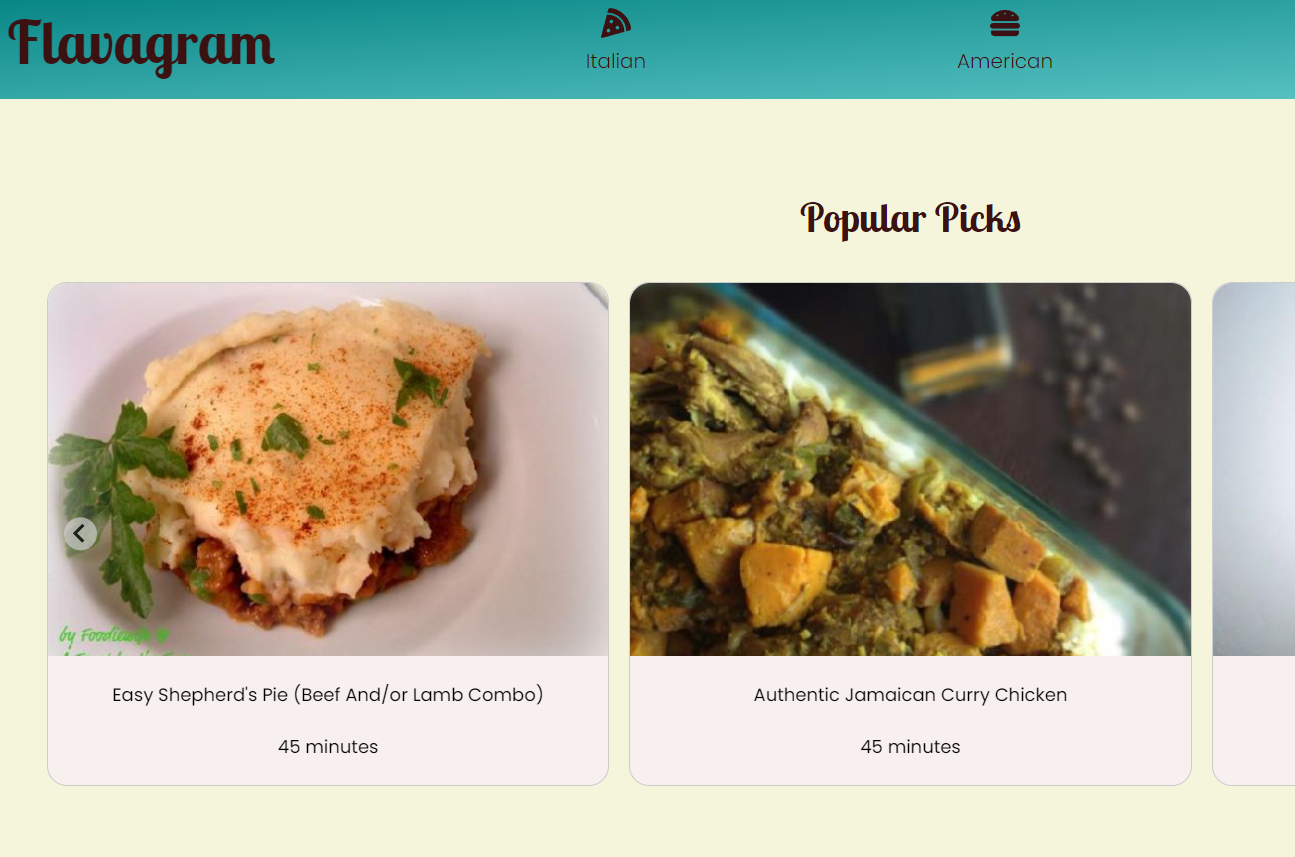 Flavagram
Italian
American
Popular Picks
by Foodiewife
Easy Shepherd's Pie (Beef And/or Lamb Combo)
Authentic Jamaican Curry Chicken
45 minutes
45 minutes